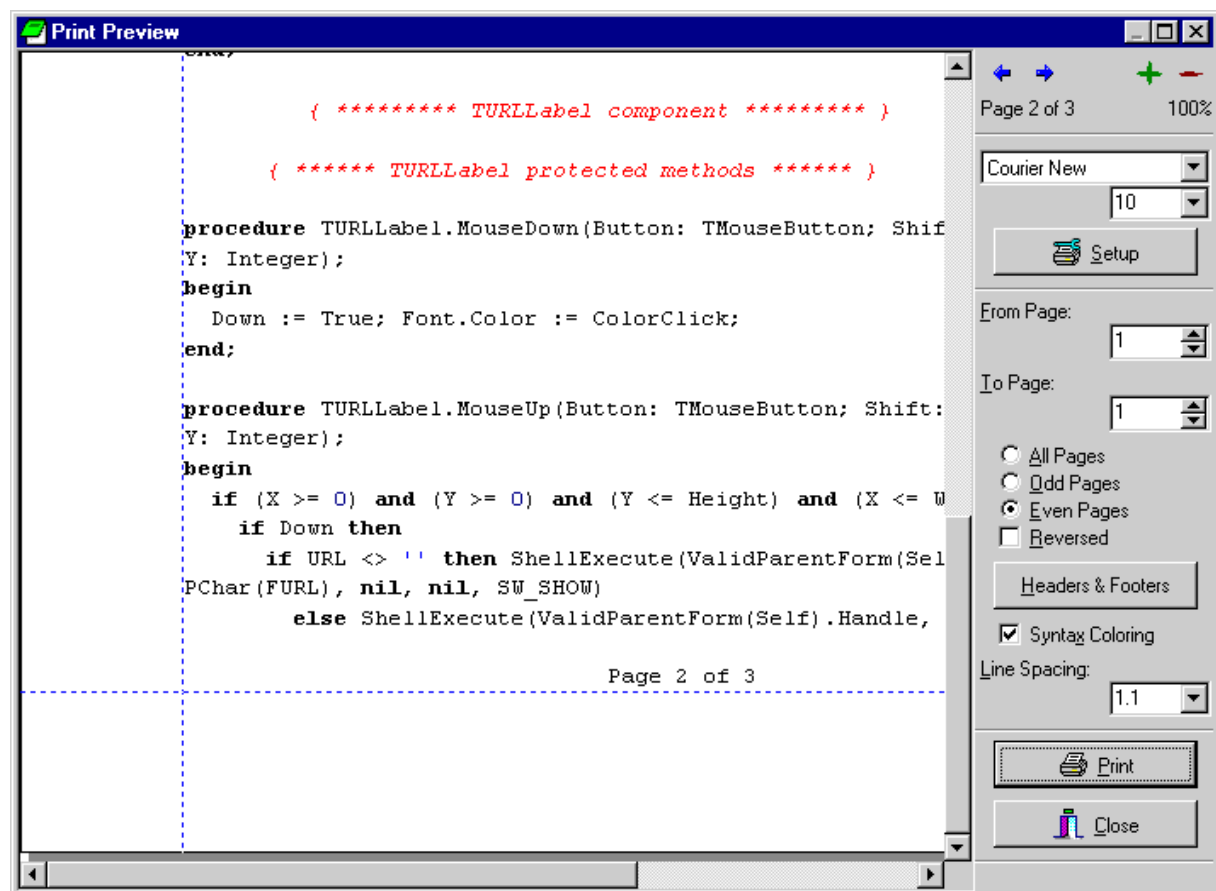 Print Preview
end;
{ ********* TURLLabel component ********* }
{ ****** TURLLabel protected methods ****** }
procedure TURLLabel.MouseDown(Button: TMouseButton; Shif
Y: Integer);
begin
Down := True; Font.Color := ColorClick;
end;
procedure TURLLabel.MouseUp(Button: TMouseButton; Shift:
Y: Integer);
begin
if (X >= 0) and (Y >= 0) and (Y <= Height) and (X <= W
if Down then
if URL <> '' then ShellExecute(ValidParentForm(Sel
PChar(FURL), nil, nil, SW_SHOW)
else ShellExecute(ValidParentForm(Self).Handle,
Page 2 of 3
Page 2 of 3 100%
Courier New
10
Setup
From Page:
1
To Page:
1
All Pages
Odd Pages
Even Pages
Reversed
Headers & Footers
Syntax Coloring
Line Spacing:
1.1
Print
Close